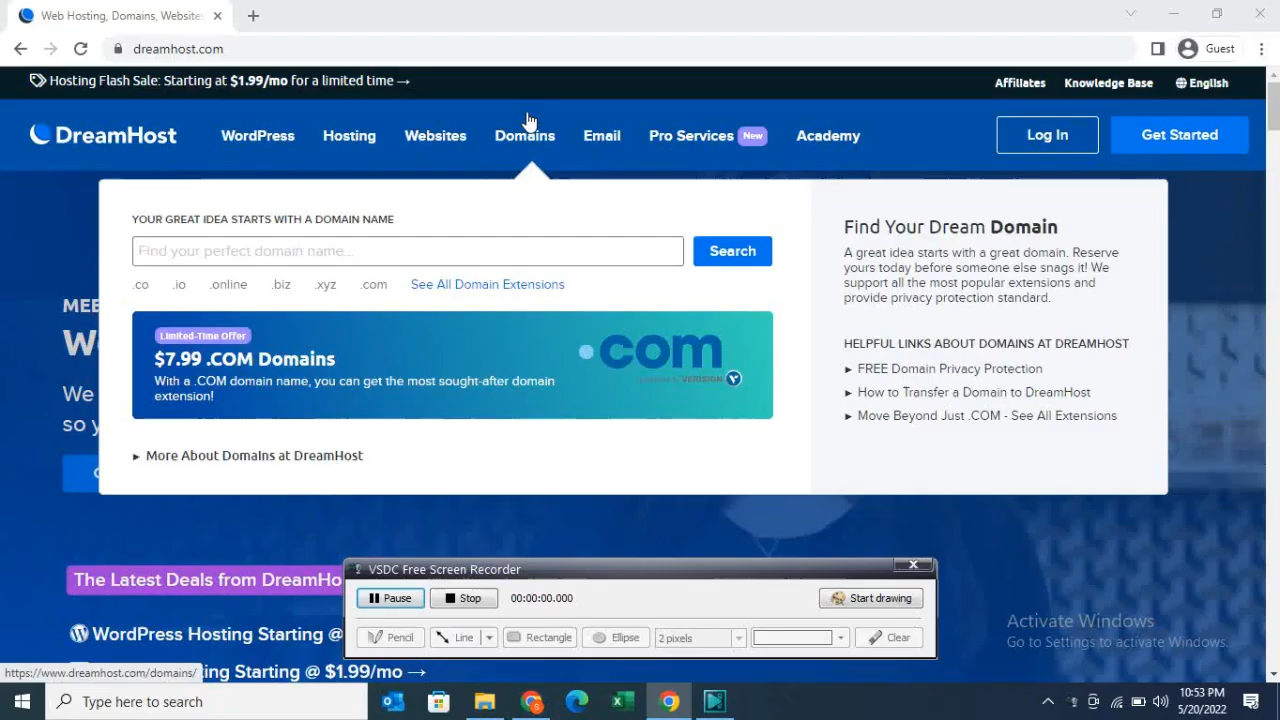 Web Hosting, Domains, Websites
dreamhost.com
Guest
Hosting Flash Sale: Starting at $1.99/mo for a limited time →
Affiliates
Knowledge Base
English
DreamHost
WordPress
Hosting
Websites
Domains
Email
Pro Services
New
Academy
Log In
Get Started
YOUR GREAT IDEA STARTS WITH A DOMAIN NAME
Find your perfect domain name...
Search
.co .io .online .biz .xyz .com See All Domain Extensions
Limited-Time Offer
$7.99 .COM Domains
With a .COM domain name, you can get the most sought-after domain
extension!
.com
VERISIGN
► More About Domains at DreamHost
Find Your Dream Domain
A great idea starts with a great domain. Reserve
yours today before someone else snags it! We
support all the most popular extensions and
provide privacy protection standard.
HELPFUL LINKS ABOUT DOMAINS AT DREAMHOST
► FREE Domain Privacy Protection
► How to Transfer a Domain to DreamHost
► Move Beyond Just .COM - See All Extensions
MEE
We
We
so y
The Latest Deals from DreamHo
WordPress Hosting Starting @
ing Starting @ $1.99/mo →
https://www.dreamhost.com/domains/
VSDC Free Screen Recorder
Pause
Stop
00:00:00.000
Start drawing
Pencil
Line
Rectangle
Ellipse
2 pixels
Clear
Activate Windows
Go to Settings to activate Windows.
Type here to search
10:53 PM
5/20/2022